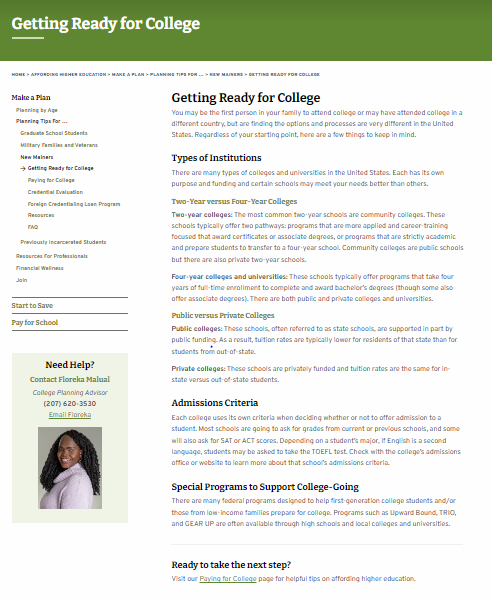 Getting Ready for College
HOME > AFFORDING HIGHER EDUCATION > MAKE A PLAN > PLANNING TIPS FOR ... > NEW MAINERS > GETTING READY FOR COLLEGE
Make a Plan
Planning by Age
Planning Tips For ...
Graduate School Students
Military Families and Veterans
New Mainers
→ Getting Ready for College
Paying for College
Credential Evaluation
Foreign Credentialing Loan Program
Resources
FAQ
Previously Incarcerated Students
Resources For Professionals
Financial Wellness
Join
Start to Save
Pay for School
Need Help?
Contact Floreka Malual
College Planning Advisor
(207) 620-3530
Email Floreka
Getting Ready for College
You may be the first person in your family to attend college or may have attended college in a
different country, but are finding the options and processes are very different in the United
States. Regardless of your starting point, here are a few things to keep in mind.
Types of Institutions
There are many types of colleges and universities in the United States. Each has its own
purpose and funding and certain schools may meet your needs better than others.
Two-Year versus Four-Year Colleges
Two-year colleges: The most common two-year schools are community colleges. These
schools typically offer two pathways: programs that are more applied and career-training
focused that award certificates or associate degrees, or programs that are strictly academic
and prepare students to transfer to a four-year school. Community colleges are public schools
but there are also private two-year schools.
Four-year colleges and universities: These schools typically offer programs that take four
years of full-time enrollment to complete and award bachelor's degrees (though some also
offer associate degrees). There are both public and private colleges and universities.
Public versus Private Colleges
Public colleges: These schools, often referred to as state schools, are supported in part by
public funding. As a result, tuition rates are typically lower for residents of that state than for
students from out-of-state.
Private colleges: These schools are privately funded and tuition rates are the same for in-
state versus out-of-state students.
Admissions Criteria
Each college uses its own criteria when deciding whether or not to offer admission to a
student. Most schools are going to ask for grades from current or previous schools, and some
will also ask for SAT or ACT scores. Depending on a student's major, if English is a second
language, students may be asked to take the TOEFL test. Check with the college's admissions
office or website to learn more about that school's admissions criteria.
Special Programs to Support College-Going
There are many federal programs designed to help first-generation college students and/or
those from low-income families prepare for college. Programs such as Upward Bound, TRIO,
and GEAR UP are often available through high schools and local colleges and universities.
Ready to take the next step?
Visit our Paying for College page for helpful tips on affording higher education.